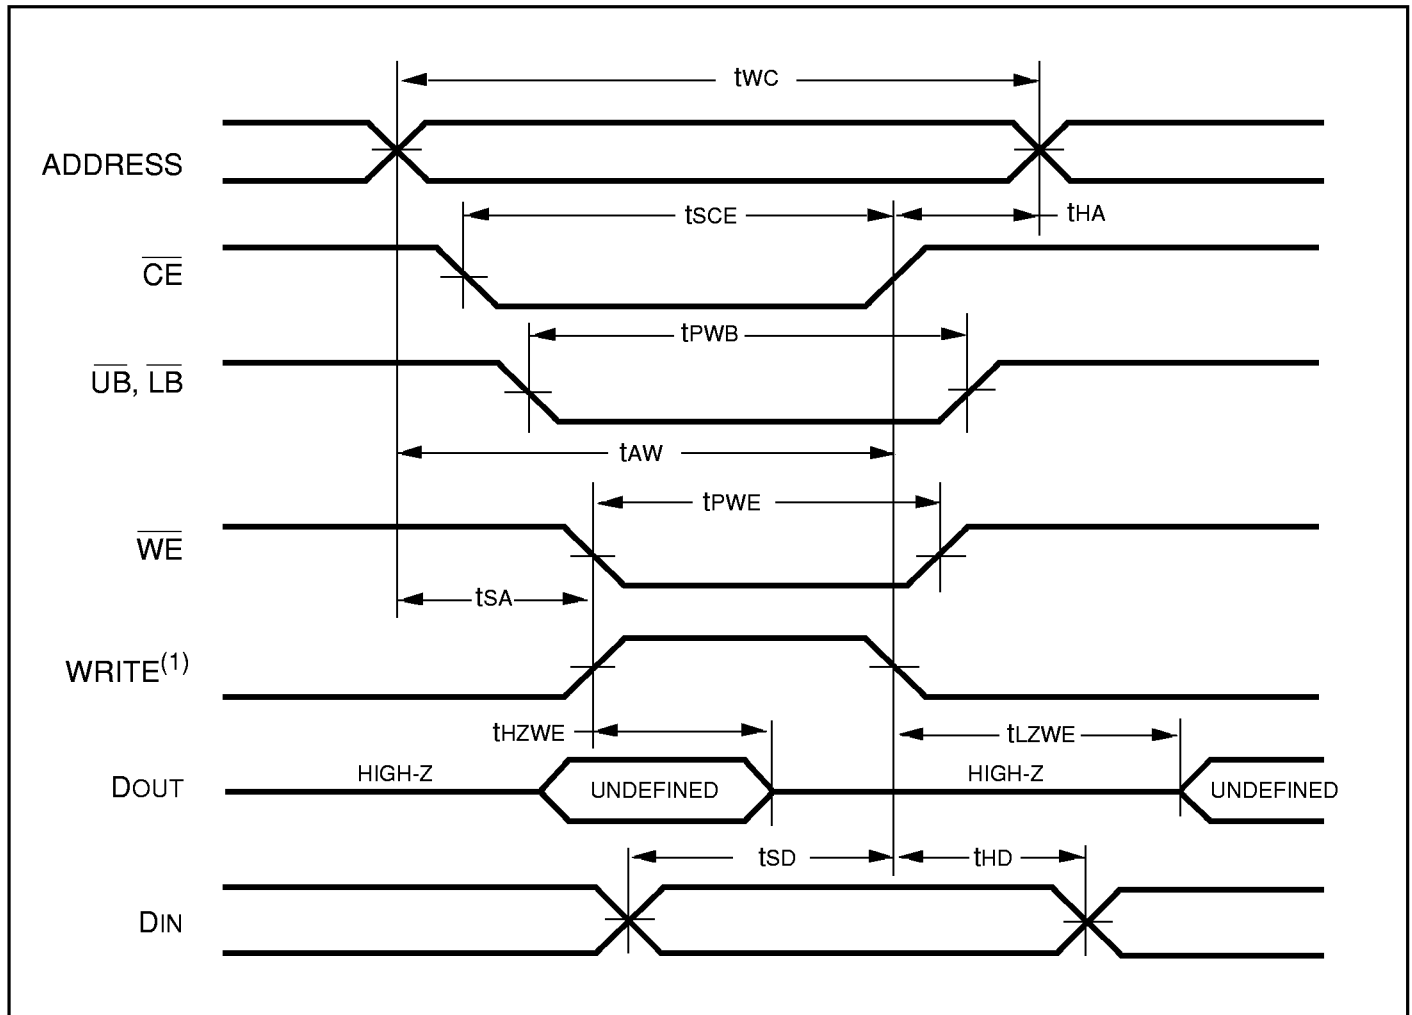 tWC
ADDRESS
tSCE
tHA
CE
tPWB
UB, LB
tAW
tPWE
WE
tSA
WRITE(1)
tHZWE
tLZWE
HIGH-Z
HIGH-Z
DOUT
UNDEFINED
UNDEFINED
tSD
tHD
DIN